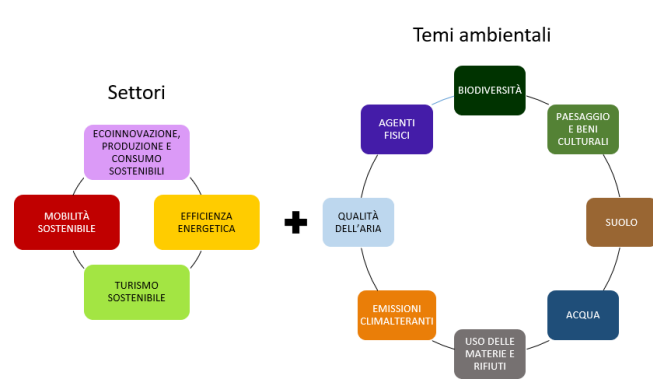 Temi ambientali
Settori
ECOINNOVAZIONE,
PRODUZIONE E
CONSUMO
SOSTENIBILI
MOBILITÀ
SOSTENIBILE
EFFICIENZA
ENERGETICA
TURISMO
SOSTENIBILE
BIODIVERSITÀ
PAESAGGIO
E BENI
CULTURALI
SUOLO
ACQUA
USO DELLE
MATERIE E
RIFIUTI
EMISSIONI
CLIMALTERANTI
QUALITÀ
DELL'ARIA
AGENTI
FISICI